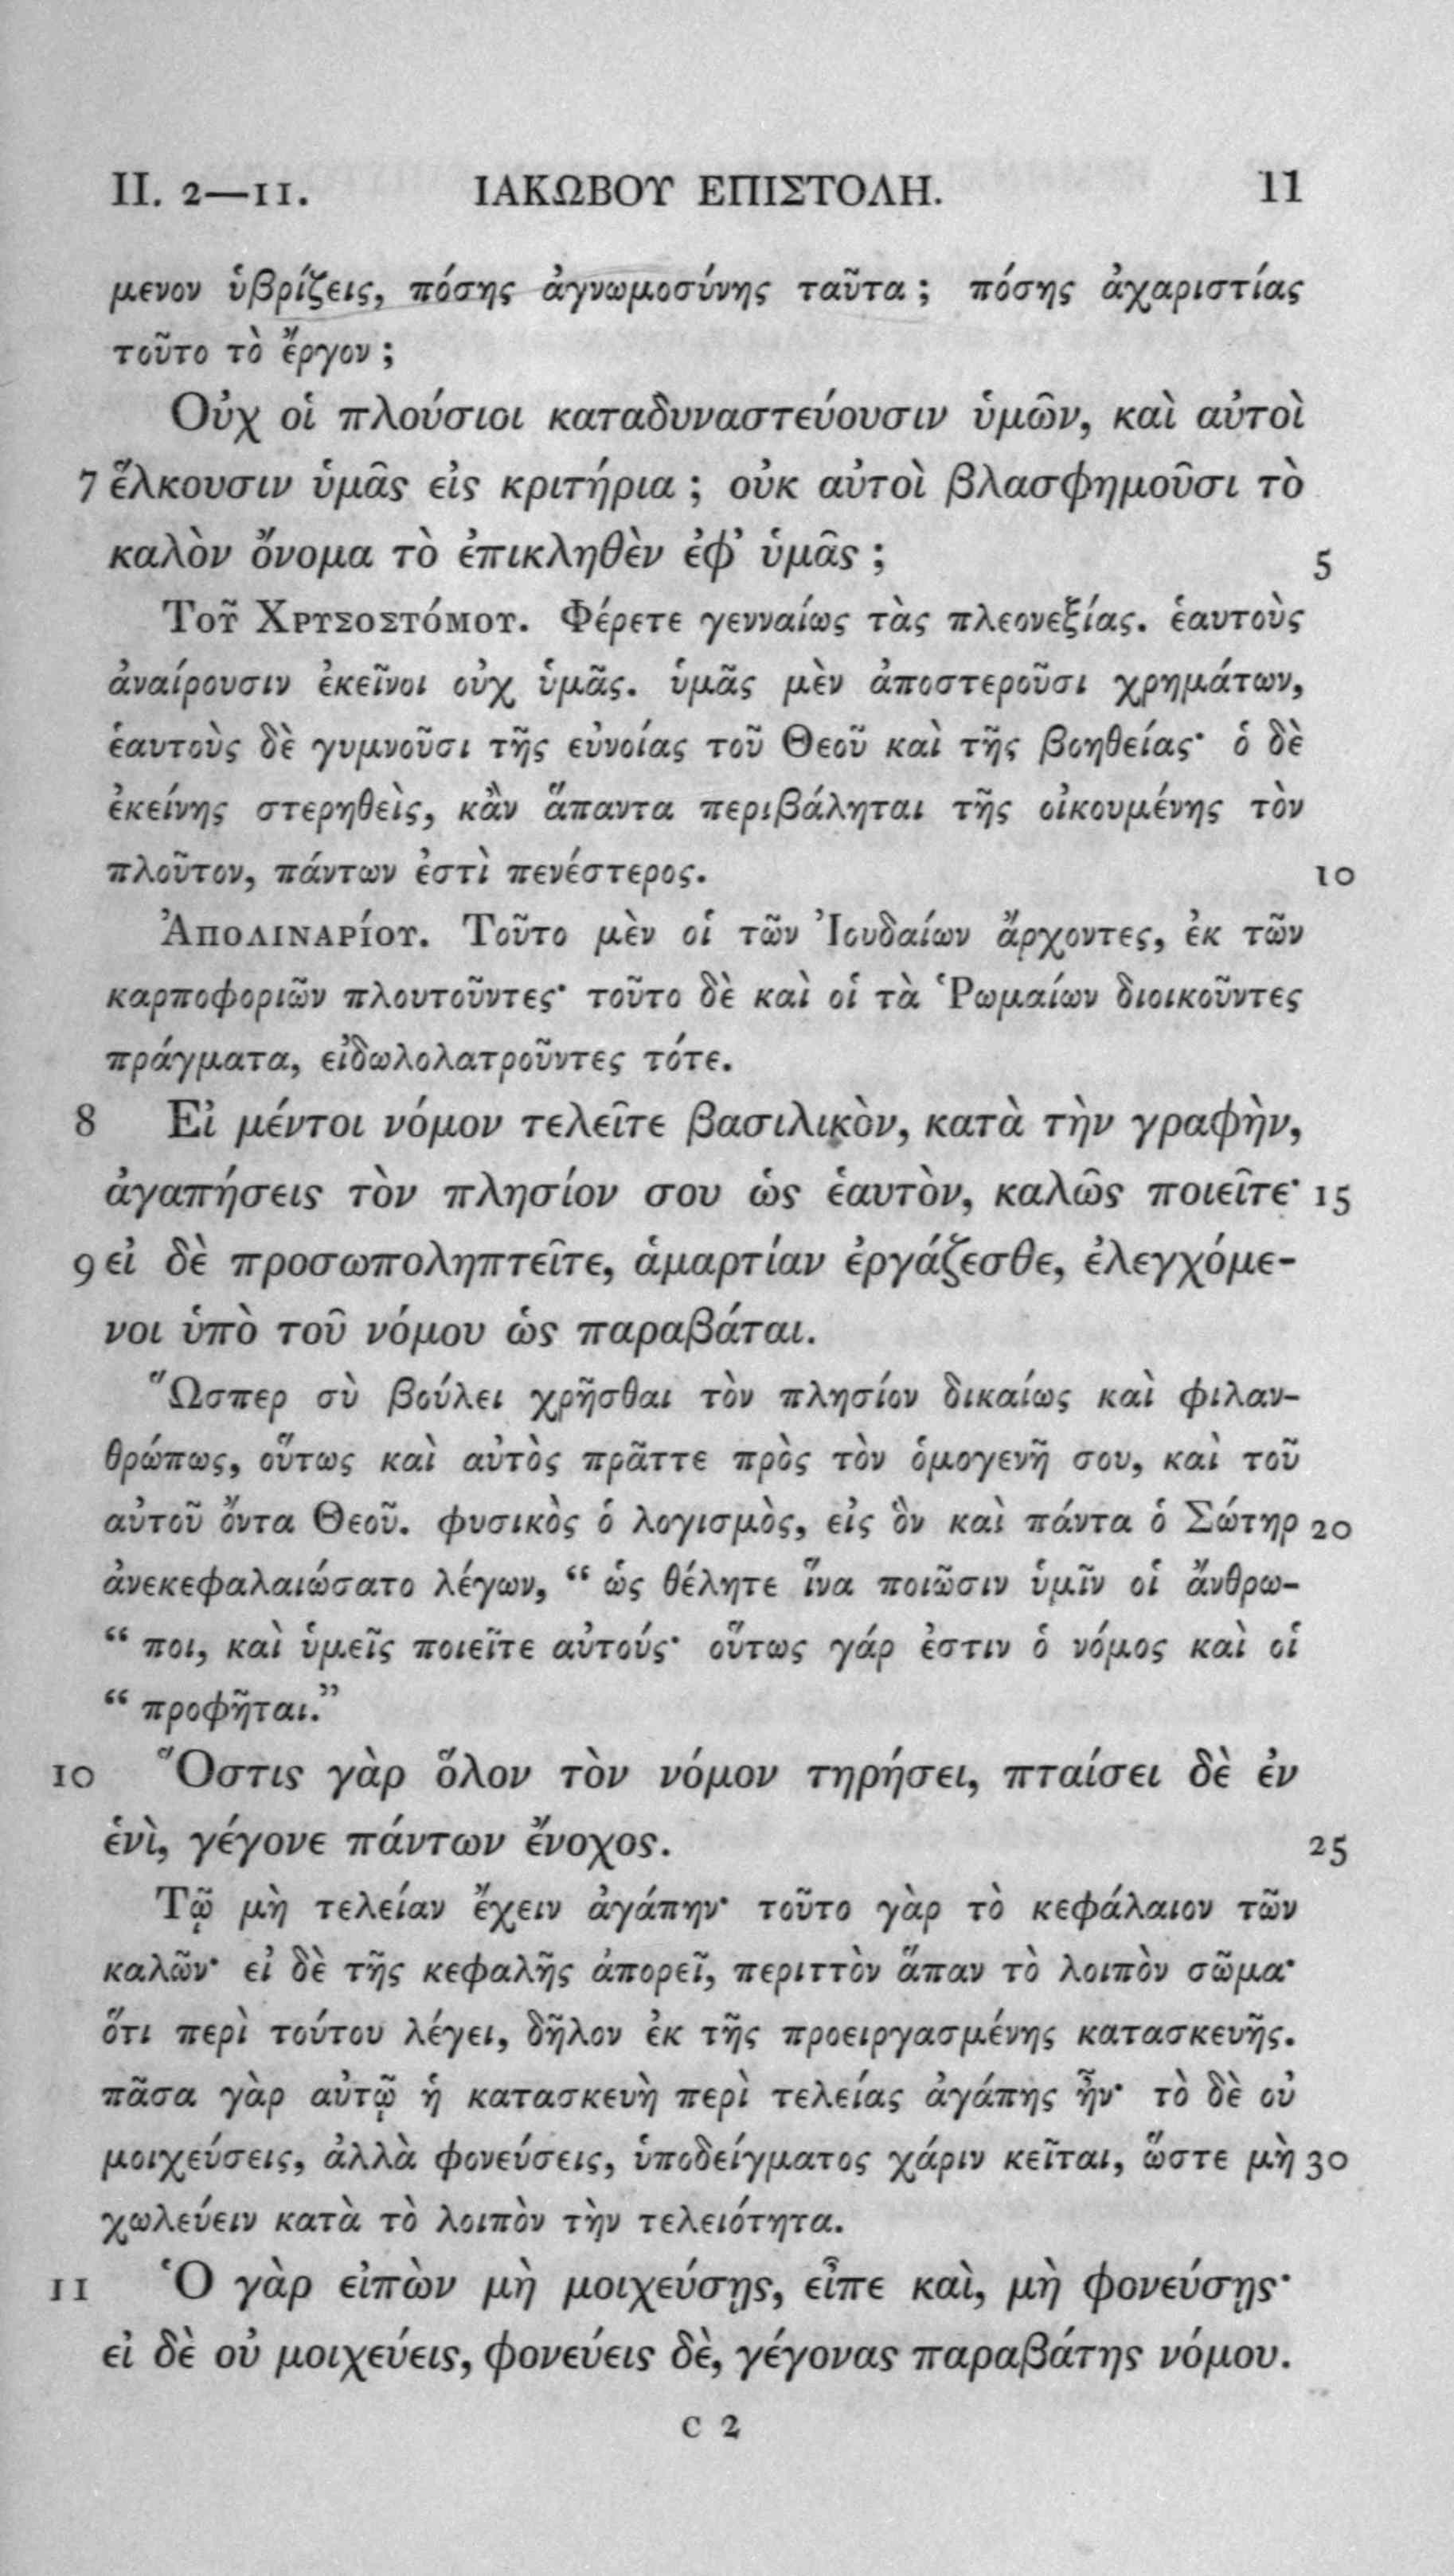 II. 2—11. ΙΑΚΩΒΟΥ ΕΠΙΣΤΟΛΗ. 11
μενον ὑβρίζεις, πόσης ἀγνωμοσύνης ταῦτα ; πόσης ἀχαριστίας
τοῦτο τὸ ἔργον ;
Οὐχ οἱ πλούσιοι καταδυναστεύουσιν ὑμῶν, καὶ αὐτοὶ
7 ἕλκουσιν ὑμᾶς εἰς κριτήρια ; οὐκ αὐτοὶ βλασφημοῦσι τὸ
καλὸν ὄνομα τὸ ἐπικληθὲν ἐφ’ ὑμᾶς ; 5
Τοῦ Χρυσοστόμου. Φέρετε γενναίως τὰς πλεονεξίας. ἑαυτοὺς
ἀναίρουσιν ἐκεῖνοι οὐχ ὑμᾶς. ὑμᾶς μὲν ἀποστεροῦσι χρημάτων,
ἑαυτοὺς δὲ γυμνοῦσι τῆς εὐνοίας τοῦ Θεοῦ καὶ τῆς βοηθείας· ὁ δὲ
ἐκείνης στερηθεὶς, κἂν ἅπαντα περιβάληται τῆς οἰκουμένης τὸν
πλοῦτον, πάντων ἐστὶ πενέστερος. 10
Ἀπολιναρίου. Τοῦτο μὲν οἱ τῶν Ἰουδαίων ἄρχοντες, ἐκ τῶν
καρποφοριῶν πλουτοῦντες· τοῦτο δὲ καὶ οἱ τὰ Ῥωμαίων διοικοῦντες
πράγματα, εἰδωλολατροῦντες τότε.
8 Εἰ μέντοι νόμον τελεῖτε βασιλικὸν, κατὰ τὴν γραφὴν,
ἀγαπήσεις τὸν πλησίον σου ὡς ἑαυτὸν, καλῶς ποιεῖτε· 15
9 εἰ δὲ προσωποληπτεῖτε, ἁμαρτίαν ἐργάζεσθε, ἐλεγχόμε-
νοι ὑπὸ τοῦ νόμου ὡς παραβάται.
Ὥσπερ σὺ βούλει χρῆσθαι τὸν πλησίον δικαίως καὶ φιλαν-
θρώπως, οὕτως καὶ αὐτὸς πρᾶττε πρὸς τὸν ὁμογενῆ σου, καὶ τοῦ
αὐτοῦ ὄντα Θεοῦ. φυσικὸς ὁ λογισμὸς, εἰς ὃν καὶ πάντα ὁ Σώτηρ 20
ἀνεκεφαλαιώσατο λέγων, “ ὡς θέλητε ἵνα ποιῶσιν ὑμῖν οἱ ἄνθρω-
“ ποι, καὶ ὑμεῖς ποιεῖτε αὐτούς· οὕτως γάρ ἐστιν ὁ νόμος καὶ οἱ
“ προφῆται.”
10 Ὅστις γὰρ ὅλον τὸν νόμον τηρήσει, πταίσει δὲ ἐν
ἑνὶ, γέγονε πάντων ἔνοχος. 25
Τῷ μὴ τελείαν ἔχειν ἀγάπην· τοῦτο γὰρ τὸ κεφάλαιον τῶν
καλῶν· εἰ δὲ τῆς κεφαλῆς ἀπορεῖ, περιττὸν ἅπαν τὸ λοιπὸν σῶμα·
ὅτι περὶ τούτου λέγει, δῆλον ἐκ τῆς προειργασμένης κατασκευῆς.
πᾶσα γὰρ αὐτῷ ἡ κατασκευὴ περὶ τελείας ἀγάπης ἦν· τὸ δὲ οὐ
μοιχεύσεις, ἀλλὰ φονεύσεις, ὑποδείγματος χάριν κεῖται, ὥστε μὴ 30
χωλεύειν κατὰ τὸ λοιπὸν τὴν τελειότητα.
11 Ὁ γὰρ εἰπὼν μὴ μοιχεύσῃς, εἶπε καὶ, μὴ φονεύσῃς·
εἰ δὲ οὐ μοιχεύεις, φονεύεις δὲ, γέγονας παραβάτης νόμου.
C 2